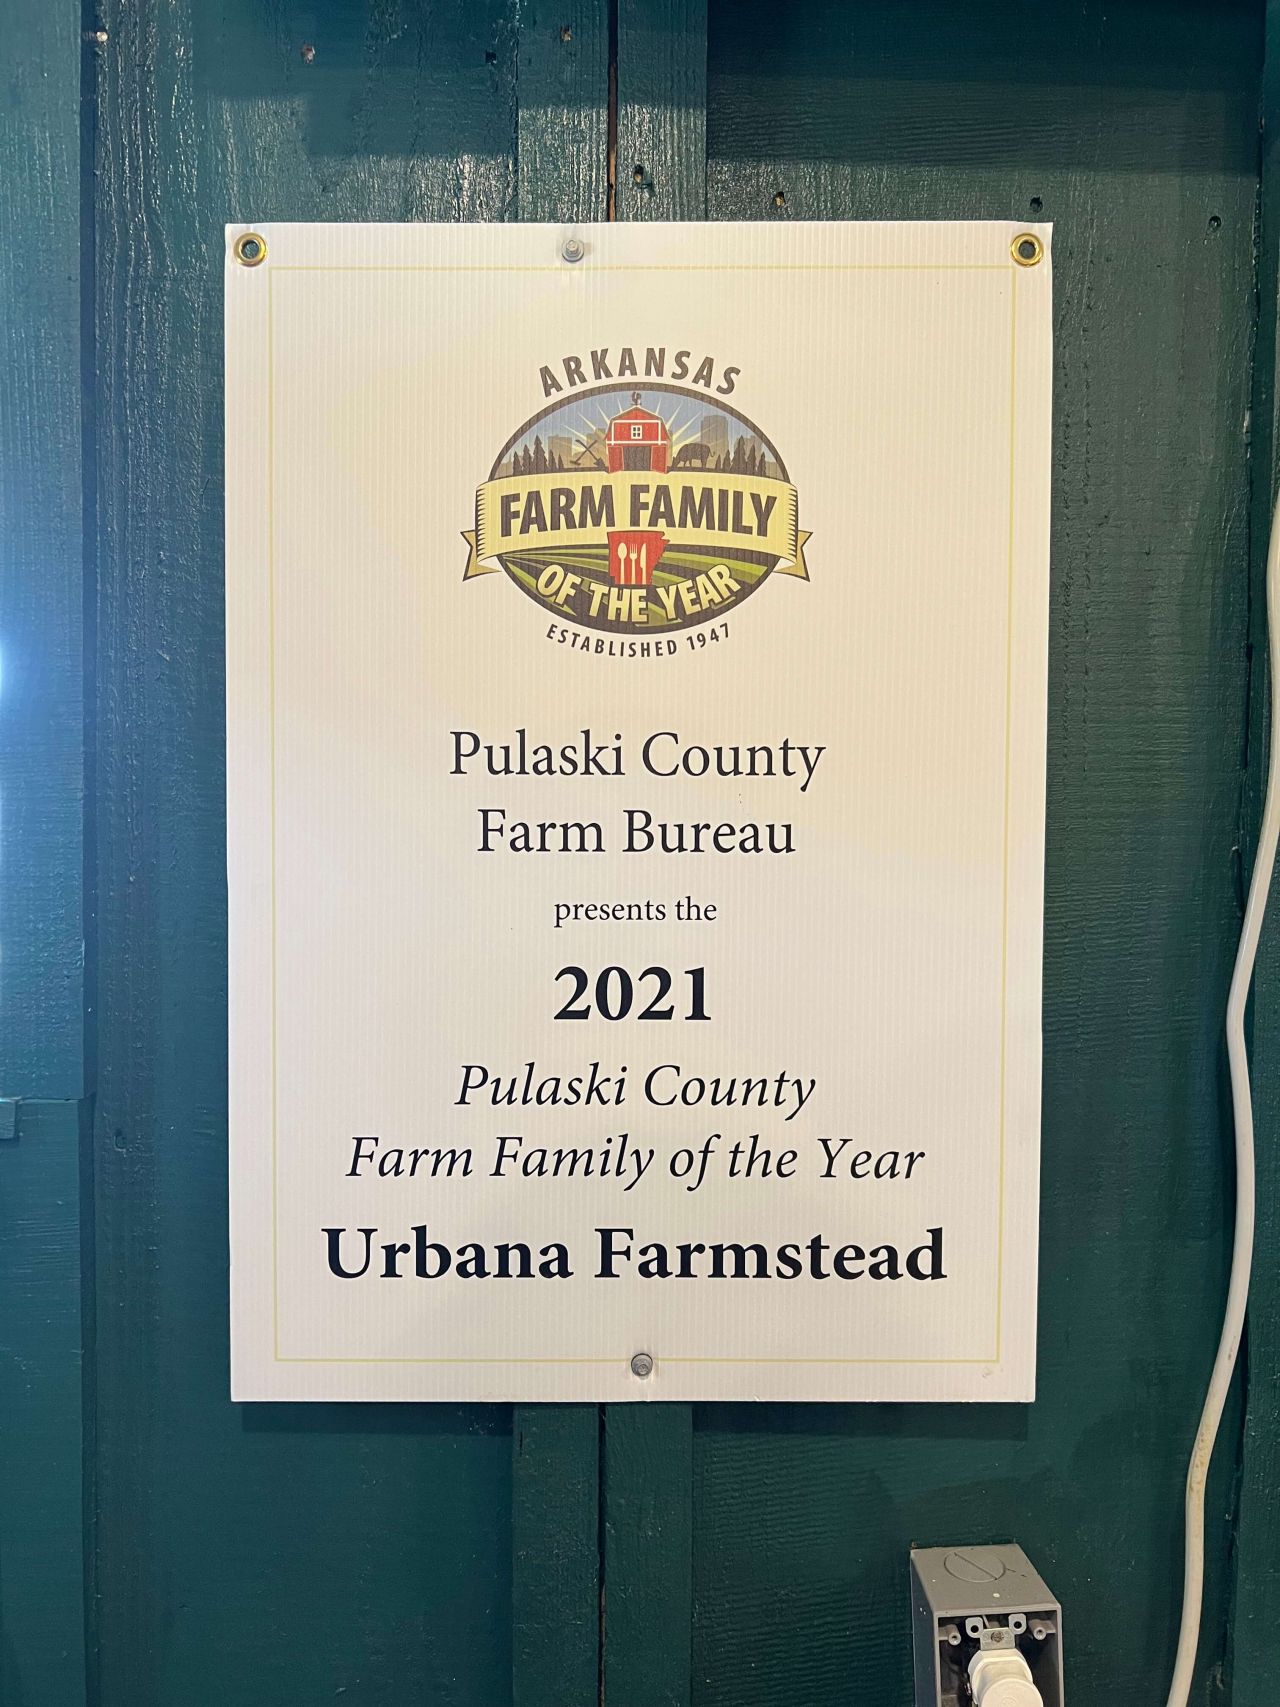 ARKANSAS
FARM FAMILY
OF THE YEAR
ESTABLISHED 1947
Pulaski County
Farm Bureau
presents the
2021
Pulaski County
Farm Family of the Year
Urbana Farmstead